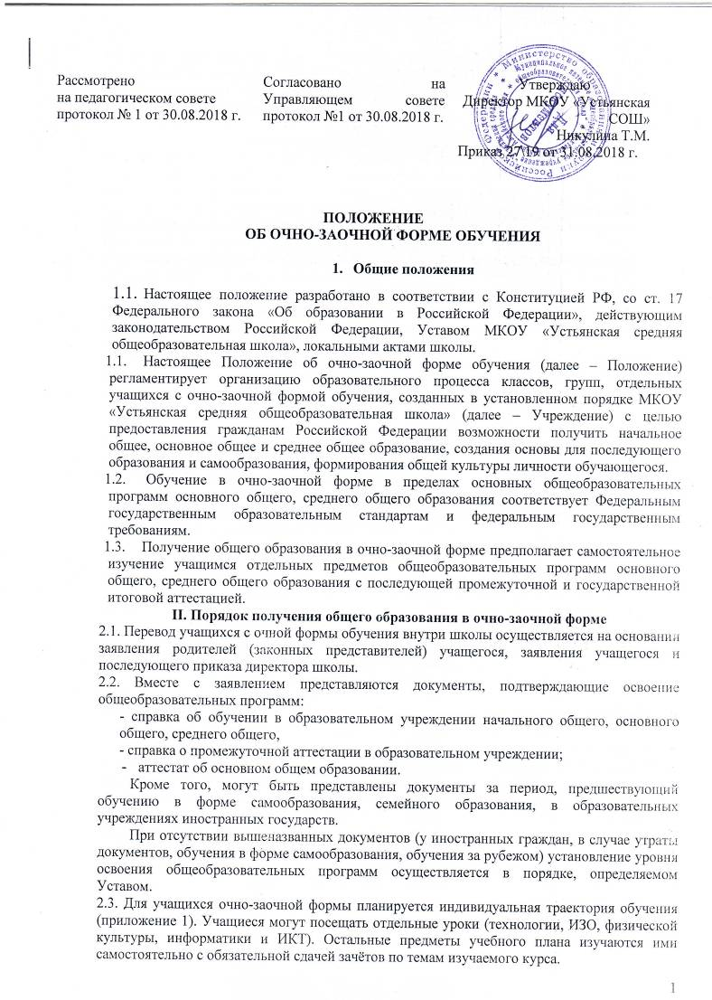 Рассмотрено
на педагогическом совете
протокол № 1 от 30.08.2018 г.
Согласовано на
Управляющем совете
протокол №1 от 30.08.2018 г.
Утверждаю
Директор МКОУ «Устьянская
СОШ»
Никулина Т.М.
Приказ 27/19 от 31.08.2018 г.
ПОЛОЖЕНИЕ
ОБ ОЧНО-ЗАОЧНОЙ ФОРМЕ ОБУЧЕНИЯ
1. Общие положения
1.1. Настоящее положение разработано в соответствии с Конституцией РФ, со ст. 17
Федерального закона «Об образовании в Российской Федерации», действующим
законодательством Российской Федерации, Уставом МКОУ «Устьянская средняя
общеобразовательная школа», локальными актами школы.
1.1. Настоящее Положение об очно-заочной форме обучения (далее – Положение)
регламентирует организацию образовательного процесса классов, групп, отдельных
учащихся с очно-заочной формой обучения, созданных в установленном порядке МКОУ
«Устьянская средняя общеобразовательная школа» (далее – Учреждение) с целью
предоставления гражданам Российской Федерации возможности получить начальное
общее, основное общее и среднее общее образование, создания основы для последующего
образования и самообразования, формирования общей культуры личности обучающегося.
1.2. Обучение в очно-заочной форме в пределах основных общеобразовательных
программ основного общего, среднего общего образования соответствует Федеральным
государственным образовательным стандартам и федеральным государственным
требованиям.
1.3. Получение общего образования в очно-заочной форме предполагает самостоятельное
изучение учащимся отдельных предметов общеобразовательных программ основного
общего, среднего общего образования с последующей промежуточной и государственной
итоговой аттестацией.
II. Порядок получения общего образования в очно-заочной форме
2.1. Перевод учащихся с очной формы обучения внутри школы осуществляется на основании
заявления родителей (законных представителей) учащегося, заявления учащегося и
последующего приказа директора школы.
2.2. Вместе с заявлением представляются документы, подтверждающие освоение
общеобразовательных программ:
- справка об обучении в образовательном учреждении начального общего, основного
общего, среднего общего,
- справка о промежуточной аттестации в образовательном учреждении;
- аттестат об основном общем образовании.
Кроме того, могут быть представлены документы за период, предшествующий
обучению в форме самообразования, семейного образования, в образовательных
учреждениях иностранных государств.
При отсутствии вышеназванных документов (у иностранных граждан, в случае утраты
документов, обучения в форме самообразования, обучения за рубежом) установление уровня
освоения общеобразовательных программ осуществляется в порядке, определяемом
Уставом.
2.3. Для учащихся очно-заочной формы планируется индивидуальная траектория обучения
(приложение 1). Учащиеся могут посещать отдельные уроки (технологии, ИЗО, физической
культуры, информатики и ИКТ). Остальные предметы учебного плана изучаются ими
самостоятельно с обязательной сдачей зачётов по темам изучаемого курса.
1